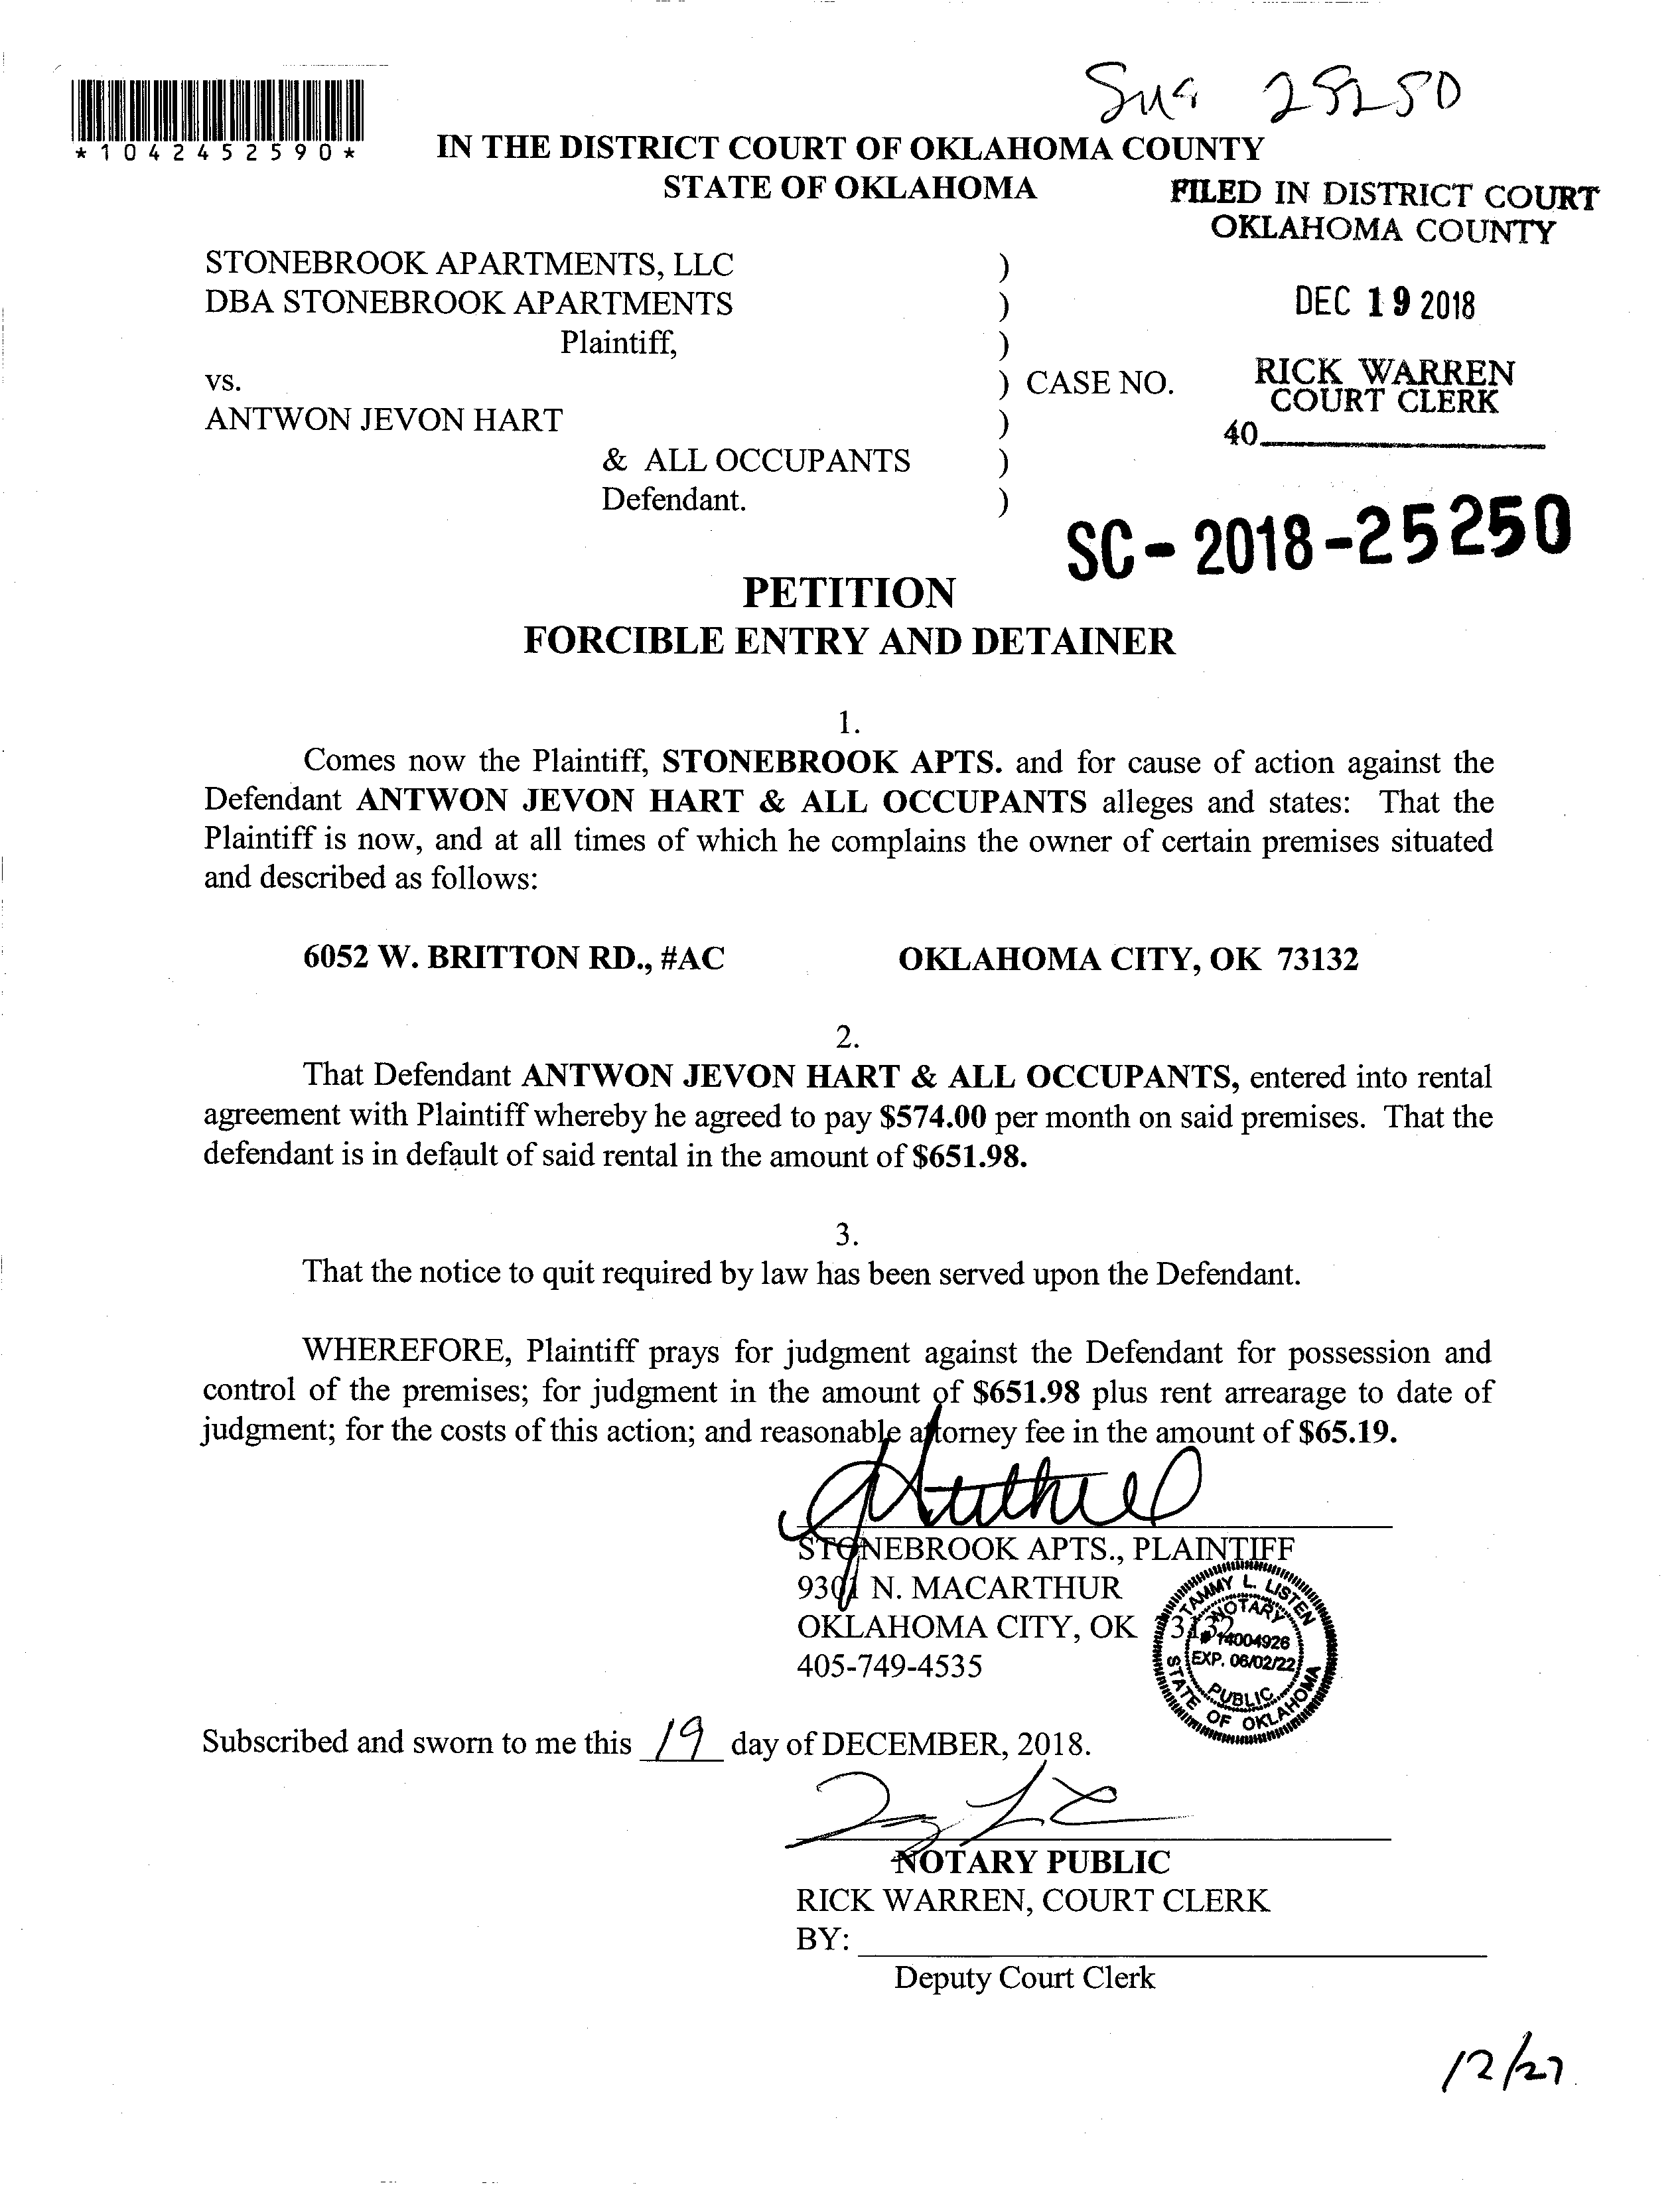 25250
*1042452590*
IN THE DISTRICT COURT OF OKLAHOMA COUNTY
STATE OF OKLAHOMA
FILED IN DISTRICT COURT
OKLAHOMA COUNTY
STONEBROOK APARTMENTS, LLC )
DBA STONEBROOK APARTMENTS )
DEC 19 2018
Plaintiff, )
vs. ) CASE NO.
RICK WARREN
COURT CLERK
ANTWON JEVON HART )
40
& ALL OCCUPANTS )
Defendant. )
SC-2018-25250
PETITION
FORCIBLE ENTRY AND DETAINER
1.
Comes now the Plaintiff, STONEBROOK APTS. and for cause of action against the
Defendant ANTWON JEVON HART & ALL OCCUPANTS alleges and states: That the
Plaintiff is now, and at all times of which he complains the owner of certain premises situated
and described as follows:
6052 W. BRITTON RD., #AC OKLAHOMA CITY, OK 73132
2.
That Defendant ANTWON JEVON HART & ALL OCCUPANTS, entered into rental
agreement with Plaintiff whereby he agreed to pay $574.00 per month on said premises. That the
defendant is in default of said rental in the amount of $651.98.
3.
That the notice to quit required by law has been served upon the Defendant.
WHEREFORE, Plaintiff prays for judgment against the Defendant for possession and
control of the premises; for judgment in the amount of $651.98 plus rent arrearage to date of
judgment; for the costs of this action; and reasonable attorney fee in the amount of $65.19.
STONEBROOK APTS., PLAINTIFF
9301 N. MACARTHUR
OKLAHOMA CITY, OK 73132
405-749-4535
TAMMY L. LISTEN
NOTARY
# 14004926
EXP. 06/02/22
PUBLIC
STATE OF OKLAHOMA
Subscribed and sworn to me this 19 day of DECEMBER, 2018.
NOTARY PUBLIC
RICK WARREN, COURT CLERK
BY:
Deputy Court Clerk
12/27